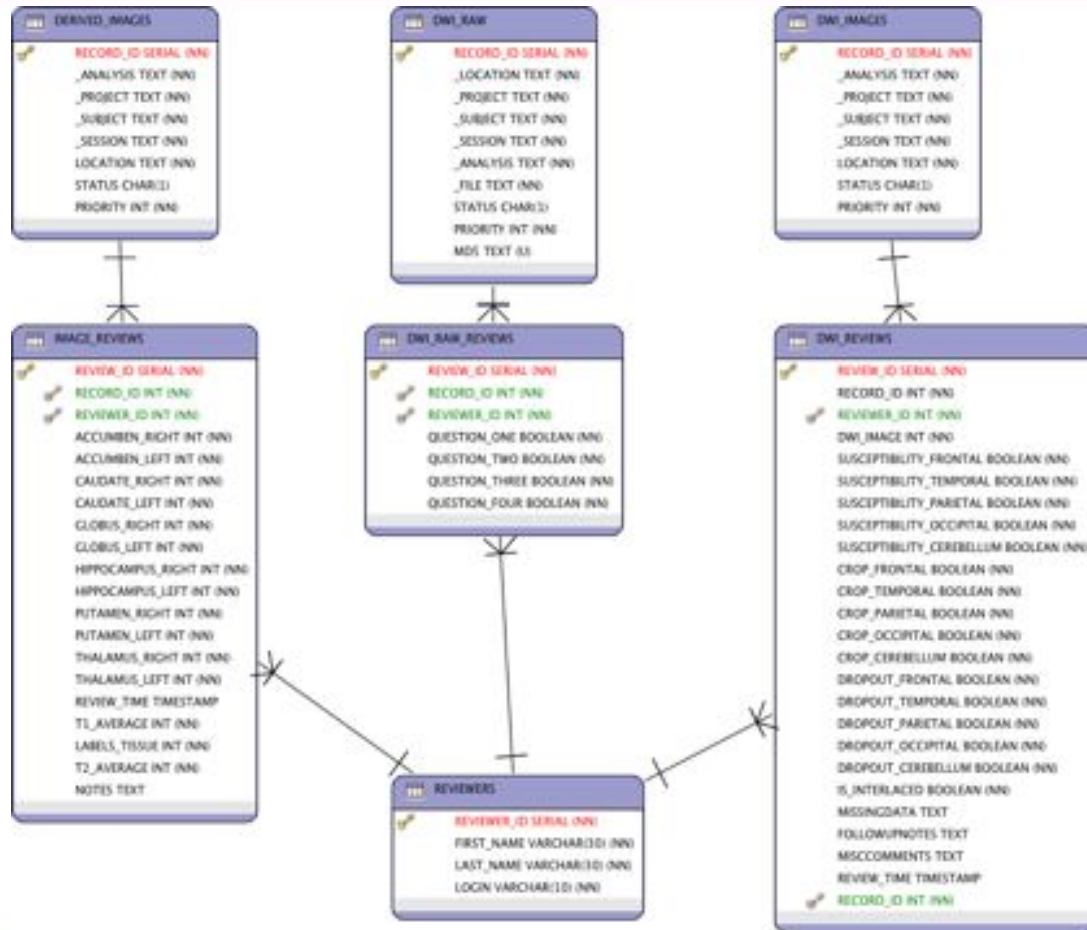 DERIVED_IMAGES
RECORD_ID SERIAL (NN)
_ANALYSIS TEXT (NN)
_PROJECT TEXT (NN)
_SUBJECT TEXT (NN)
_SESSION TEXT (NN)
LOCATION TEXT (NN)
STATUS CHAR(1)
PRIORITY INT (NN)
DWI_RAW
RECORD_ID SERIAL (NN)
_LOCATION TEXT (NN)
_PROJECT TEXT (NN)
_SUBJECT TEXT (NN)
_SESSION TEXT (NN)
_ANALYSIS TEXT (NN)
_FILE TEXT (NN)
STATUS CHAR(1)
PRIORITY INT (NN)
MD5 TEXT (U)
DWI_IMAGES
RECORD_ID SERIAL (NN)
_ANALYSIS TEXT (NN)
_PROJECT TEXT (NN)
_SUBJECT TEXT (NN)
_SESSION TEXT (NN)
LOCATION TEXT (NN)
STATUS CHAR(1)
PRIORITY INT (NN)
IMAGE_REVIEWS
REVIEW_ID SERIAL (NN)
RECORD_ID INT (NN)
REVIEWER_ID INT (NN)
ACCUMBEN_RIGHT INT (NN)
ACCUMBEN_LEFT INT (NN)
CAUDATE_RIGHT INT (NN)
CAUDATE_LEFT INT (NN)
GLOBUS_RIGHT INT (NN)
GLOBUS_LEFT INT (NN)
HIPPOCAMPUS_RIGHT INT (NN)
HIPPOCAMPUS_LEFT INT (NN)
PUTAMEN_RIGHT INT (NN)
PUTAMEN_LEFT INT (NN)
THALAMUS_RIGHT INT (NN)
THALAMUS_LEFT INT (NN)
REVIEW_TIME TIMESTAMP
T1_AVERAGE INT (NN)
LABELS_TISSUE INT (NN)
T2_AVERAGE INT (NN)
NOTES TEXT
DWI_RAW_REVIEWS
REVIEW_ID SERIAL (NN)
RECORD_ID INT (NN)
REVIEWER_ID INT (NN)
QUESTION_ONE BOOLEAN (NN)
QUESTION_TWO BOOLEAN (NN)
QUESTION_THREE BOOLEAN (NN)
QUESTION_FOUR BOOLEAN (NN)
DWI_REVIEWS
REVIEW_ID SERIAL (NN)
RECORD_ID INT (NN)
REVIEWER_ID INT (NN)
DWI_IMAGE INT (NN)
SUSCEPTIBILITY_FRONTAL BOOLEAN (NN)
SUSCEPTIBILITY_TEMPORAL BOOLEAN (NN)
SUSCEPTIBILITY_PARIETAL BOOLEAN (NN)
SUSCEPTIBILITY_OCCIPITAL BOOLEAN (NN)
SUSCEPTIBILITY_CEREBELLUM BOOLEAN (NN)
CROP_FRONTAL BOOLEAN (NN)
CROP_TEMPORAL BOOLEAN (NN)
CROP_PARIETAL BOOLEAN (NN)
CROP_OCCIPITAL BOOLEAN (NN)
CROP_CEREBELLUM BOOLEAN (NN)
DROPOUT_FRONTAL BOOLEAN (NN)
DROPOUT_TEMPORAL BOOLEAN (NN)
DROPOUT_PARIETAL BOOLEAN (NN)
DROPOUT_OCCIPITAL BOOLEAN (NN)
DROPOUT_CEREBELLUM BOOLEAN (NN)
IS_INTERLACED BOOLEAN (NN)
MISSINGDATA TEXT
FOLLOWUPNOTES TEXT
MISCCOMMENTS TEXT
REVIEW_TIME TIMESTAMP
RECORD_ID INT (NN)
REVIEWERS
REVIEWER_ID SERIAL (NN)
FIRST_NAME VARCHAR(30) (NN)
LAST_NAME VARCHAR(30) (NN)
LOGIN VARCHAR(10) (NN)